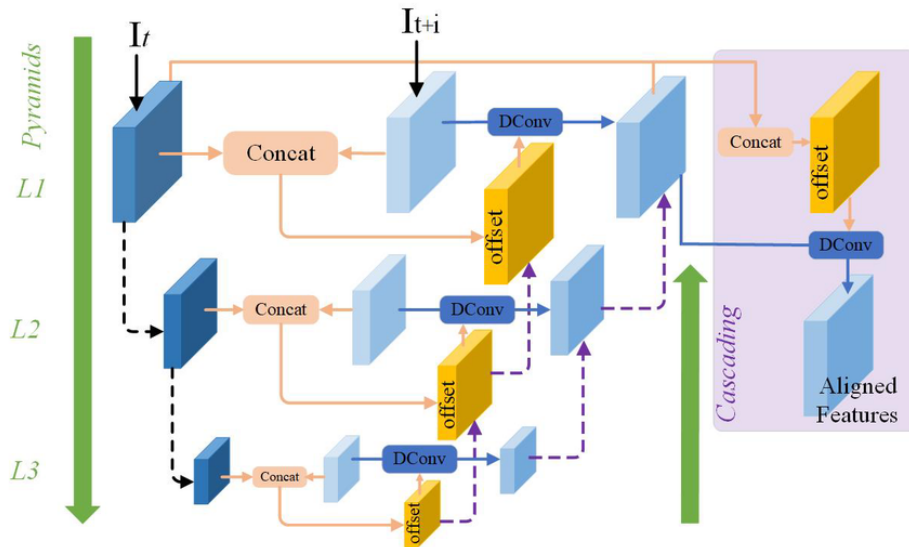 It
It+i
Pyramids
L1
Concat
DConv
offset
Concat
offset
DConv
L2
Concat
DConv
offset
L3
Concat
DConv
offset
Cascading
Aligned
Features